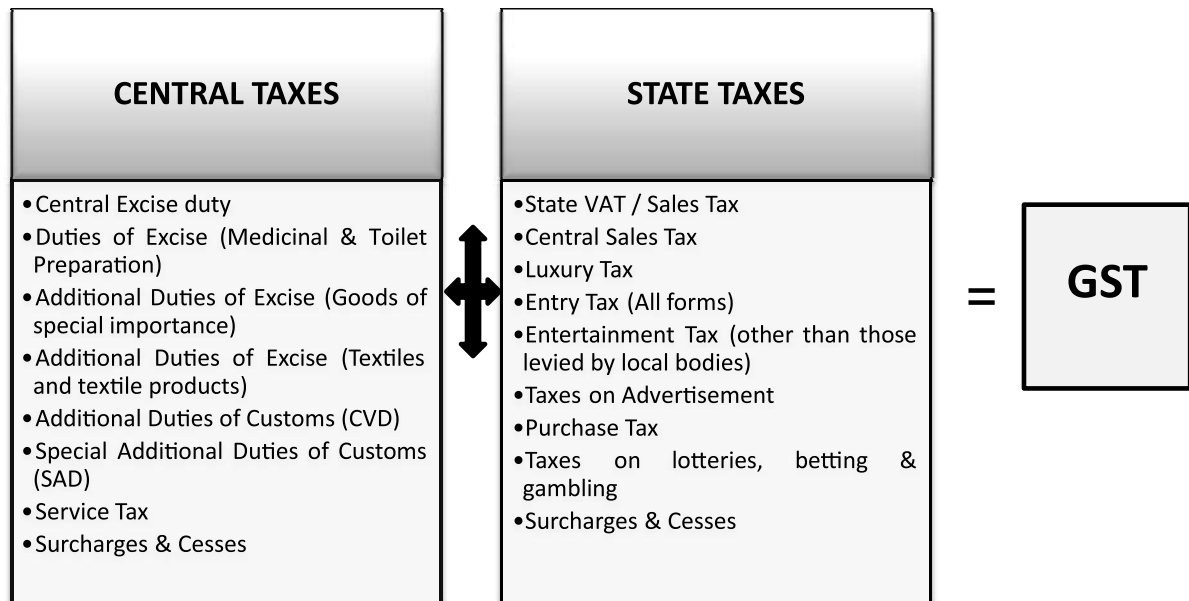 CENTRAL TAXES
•Central Excise duty
•Duties of Excise (Medicinal & Toilet
Preparation)
•Additional Duties of Excise (Goods of
special importance)
•Additional Duties of Excise (Textiles
and textile products)
•Additional Duties of Customs (CVD)
•Special Additional Duties of Customs
(SAD)
•Service Tax
•Surcharges & Cesses
STATE TAXES
•State VAT / Sales Tax
•Central Sales Tax
•Luxury Tax
•Entry Tax (All forms)
•Entertainment Tax (other than those
levied by local bodies)
•Taxes on Advertisement
•Purchase Tax
•Taxes on lotteries, betting &
gambling
•Surcharges & Cesses
=
GST